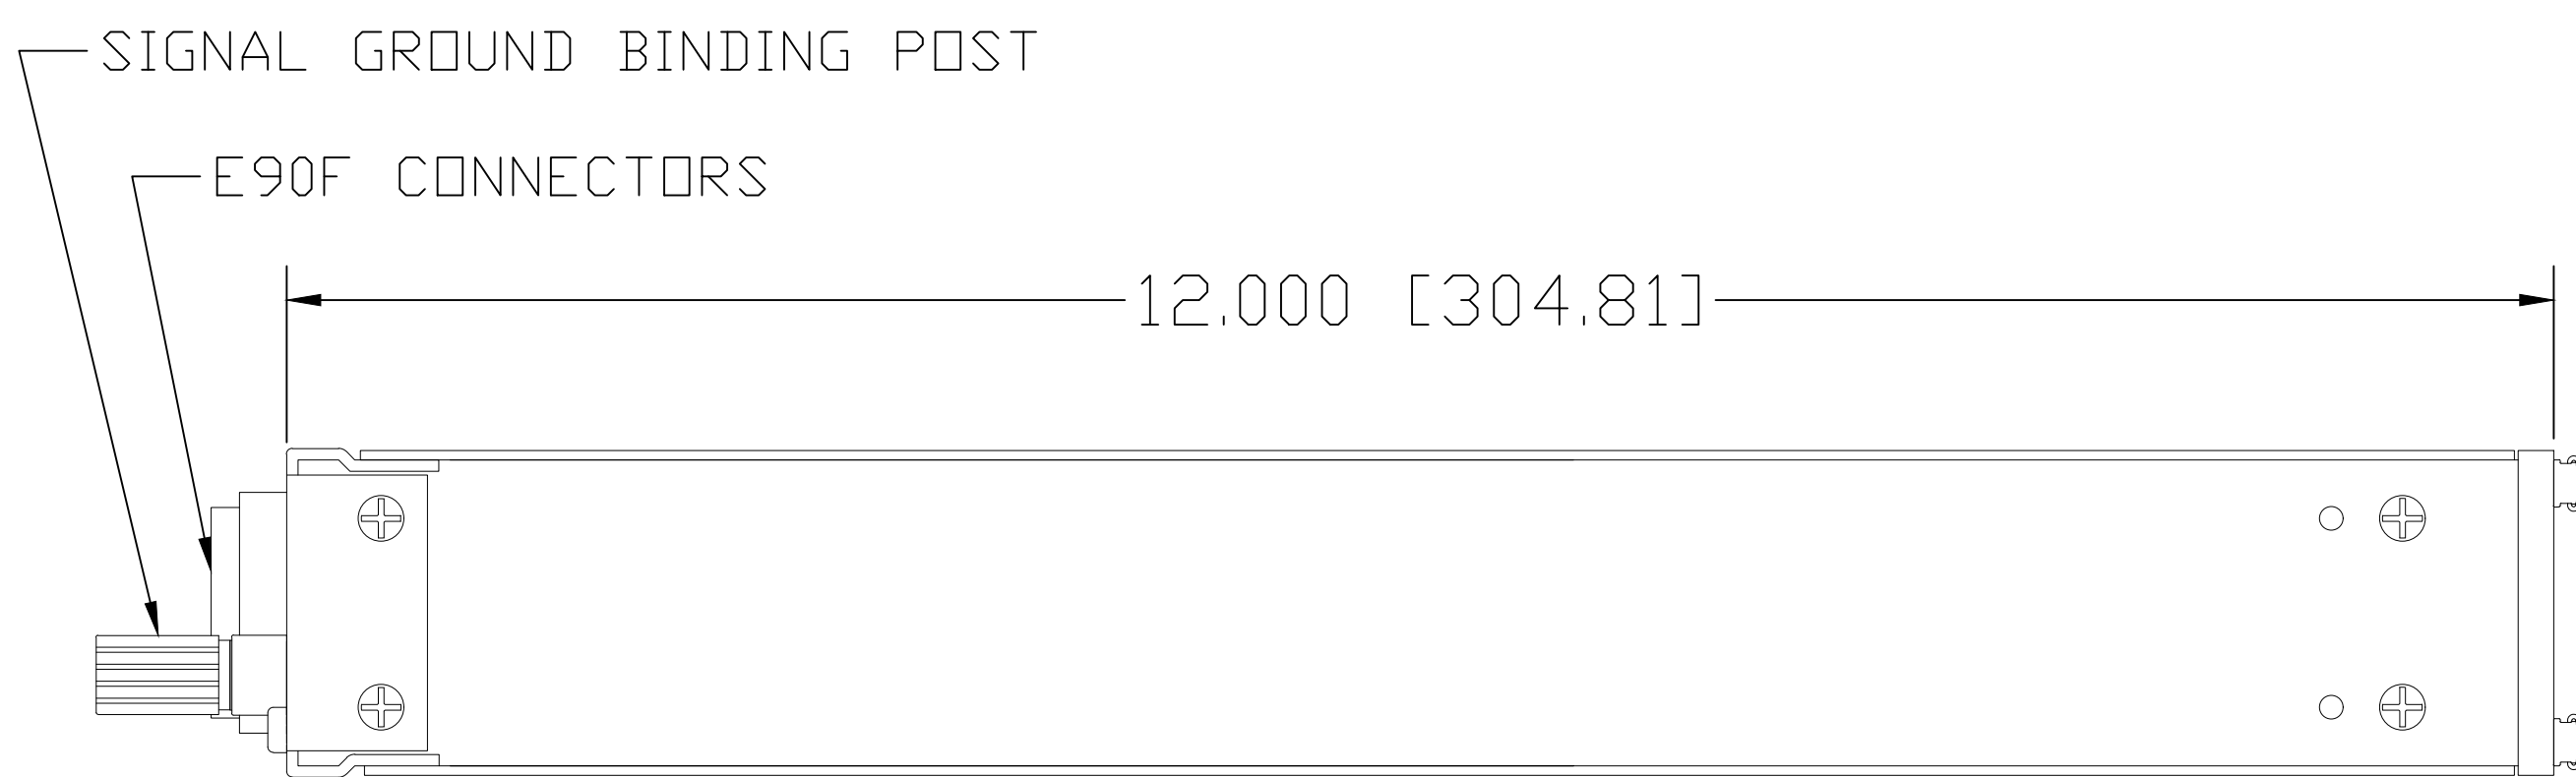 SIGNAL GROUND BINDING POST
E90F CONNECTORS
12.000 [304.81]